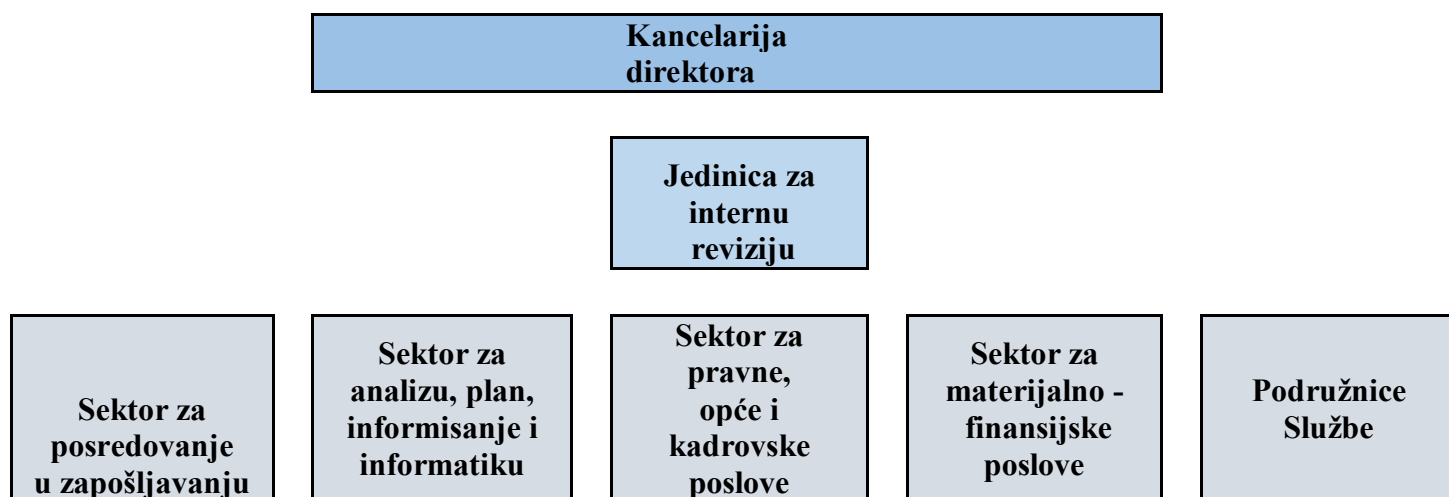 Kancelarija
direktora
Jedinica za
internu
reviziju
Sektor za
posredovanje
u zapošljavanju
Sektor za
analizu, plan,
informisanje i
informatiku
Sektor za
pravne,
opće i
kadrovske
poslove
Sektor za
materijalno -
finansijske
poslove
Podružnice
Službe